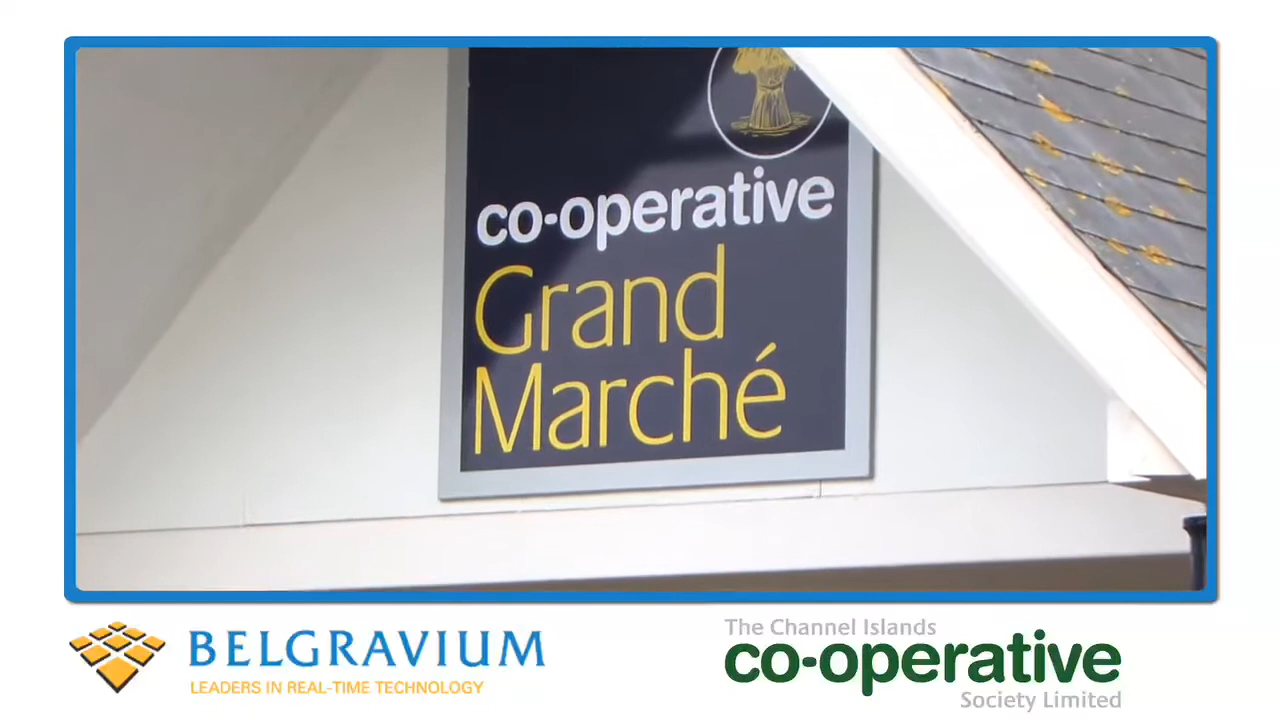 co-operative
Grand
Marché
BELGRAVIUM
LEADERS IN REAL-TIME TECHNOLOGY
The Channel Islands
co-operative
Society Limited